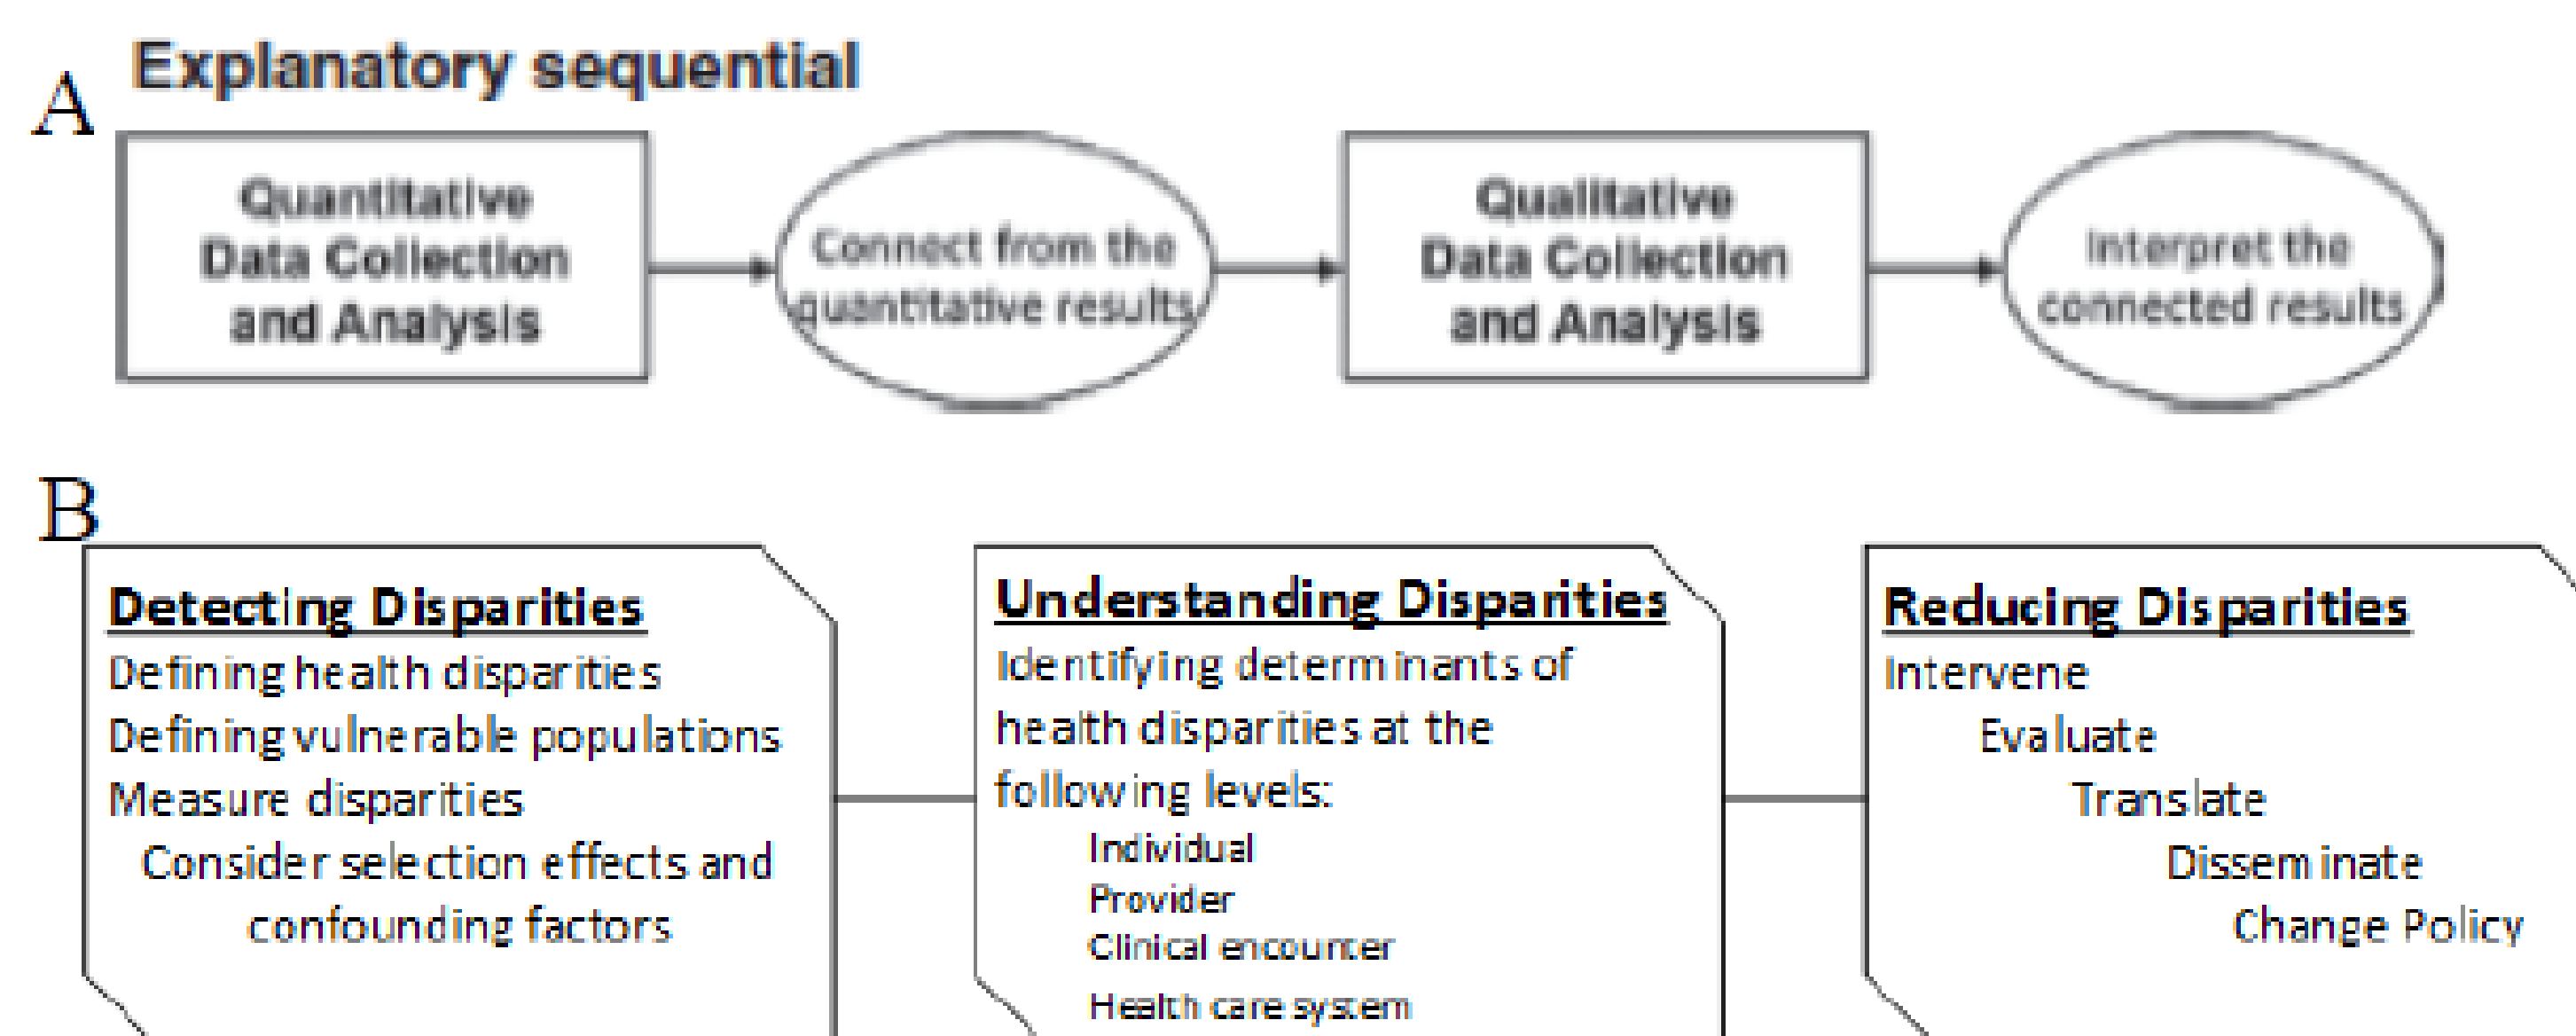 A
Explanatory sequential
Quantitative
Data Collection
and Analysis
Connect from the
quantitative results
Qualitative
Data Collection
and Analysis
Interpret the
connected results
B
Detecting Disparities
Defining health disparities
Defining vulnerable populations
Measure disparities
Consider selection effects and
confounding factors
Understanding Disparities
Identifying determinants of
health disparities at the
following levels:
Individual
Provider
Clinical encounter
Health care system
Reducing Disparities
Intervene
Evaluate
Translate
Disseminate
Change Policy